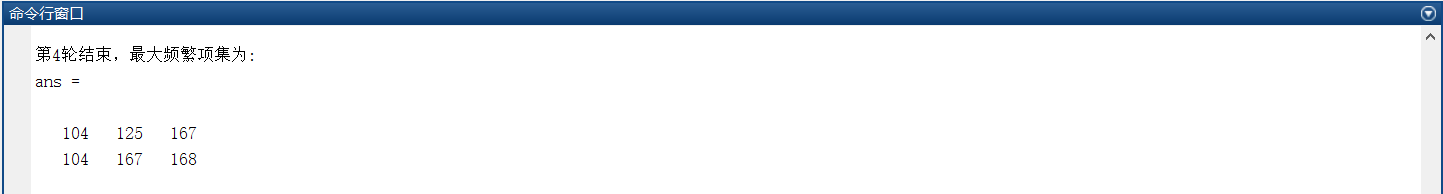 命令行窗口
第4轮结束，最大频繁项集为:
ans =
104 125 167
104 167 168